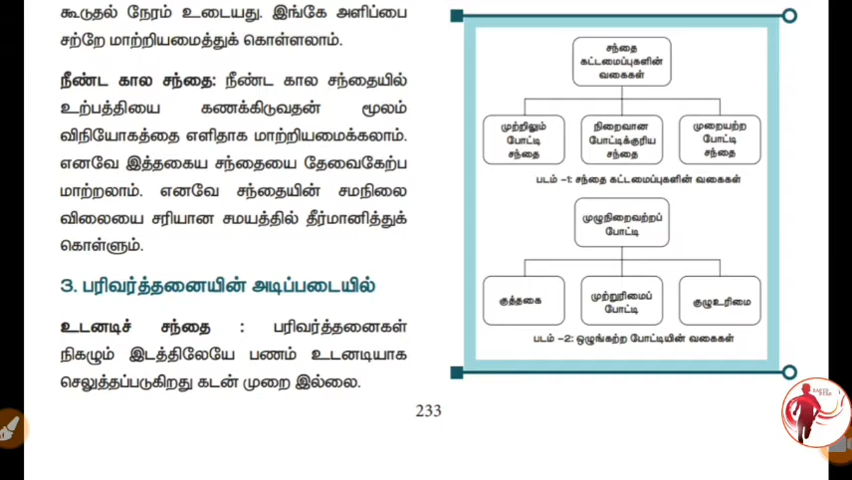 கூடுதல் நேரம் உடையது. இங்கே அளிப்பை
சற்றே மாற்றியமைத்துக் கொள்ளலாம்.
நீண்ட கால சந்தை: நீண்ட கால சந்தையில்
உற்பத்தியை கணக்கிடுவதன் மூலம்
விநியோகத்தை எளிதாக மாற்றியமைக்கலாம்.
எனவே இத்தகைய சந்தையை தேவைகேற்ப
மாற்றலாம். எனவே சந்தையின் சமநிலை
விலையை சரியான சமயத்தில் தீர்மானித்துக்
கொள்ளும்.
3. பரிவர்த்தனையின் அடிப்படையில்
உடனடிச் சந்தை : பரிவர்த்தனைகள்
நிகழும் இடத்திலேயே பணம் உடனடியாக
செலுத்தப்படுகிறது கடன் முறை இல்லை.
சந்தை
கட்டமைப்புகளின்
வகைகள்
முற்றிலும்
போட்டி
சந்தை
நிறைவான
போட்டிக்குரிய
சந்தை
முறையற்ற
போட்டி
சந்தை
படம் -1: சந்தை கட்டமைப்புகளின் வகைகள்
முழுநிறைவற்றப்
போட்டி
குத்தகை
முற்றுரிமைப்
போட்டி
குழுஉரிமை
படம் -2: ஒழுங்கற்ற போட்டியின் வகைகள்
233